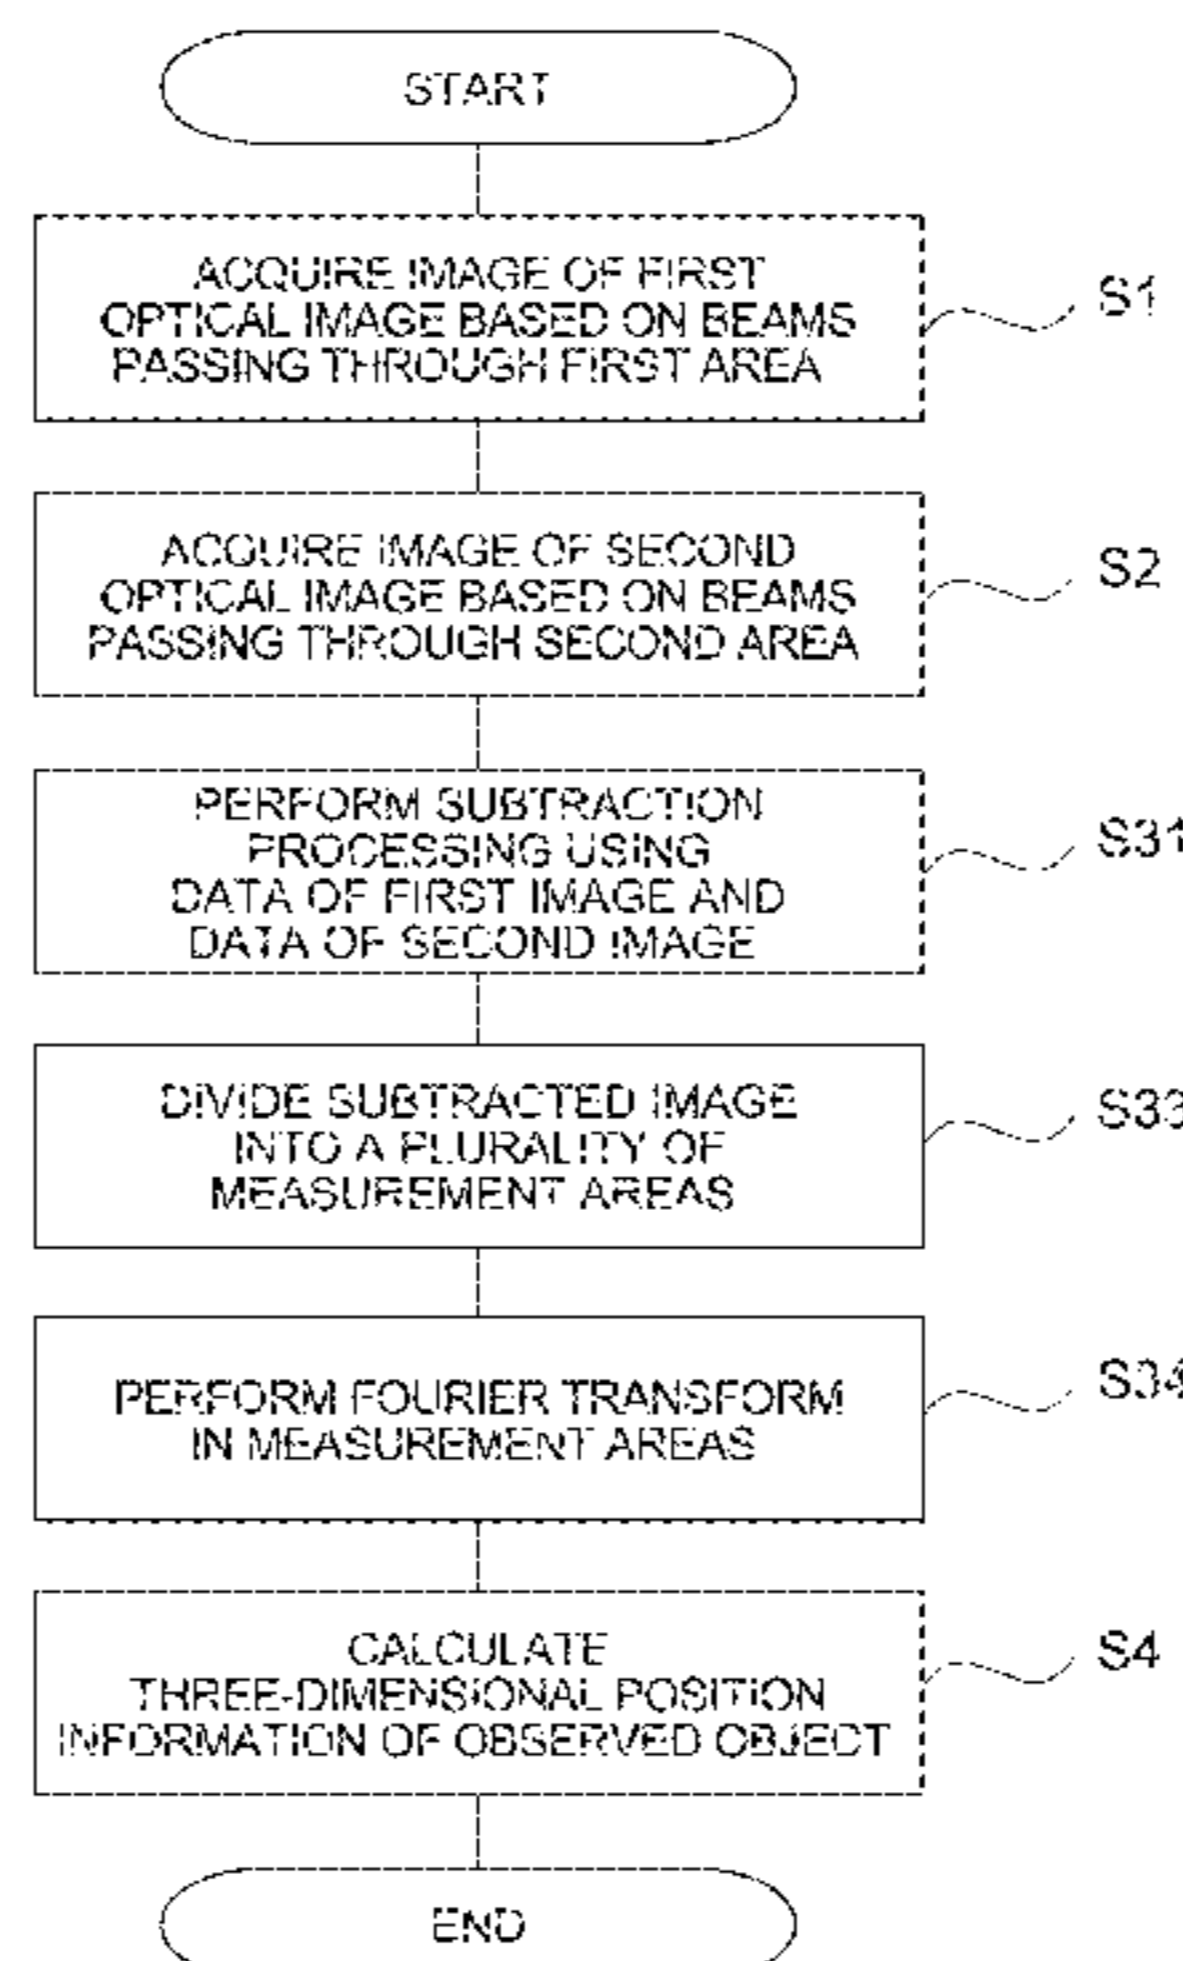 START
ACQUIRE IMAGE OF FIRST
OPTICAL IMAGE BASED ON BEAMS
PASSING THROUGH FIRST AREA
S1
ACQUIRE IMAGE OF SECOND
OPTICAL IMAGE BASED ON BEAMS
PASSING THROUGH SECOND AREA
S2
PERFORM SUBTRACTION
PROCESSING USING
DATA OF FIRST IMAGE AND
DATA OF SECOND IMAGE
S31
DIVIDE SUBTRACTED IMAGE
INTO A PLURALITY OF
MEASUREMENT AREAS
S33
PERFORM FOURIER TRANSFORM
IN MEASUREMENT AREAS
S34
CALCULATE
THREE-DIMENSIONAL POSITION
INFORMATION OF OBSERVED OBJECT
S4
END